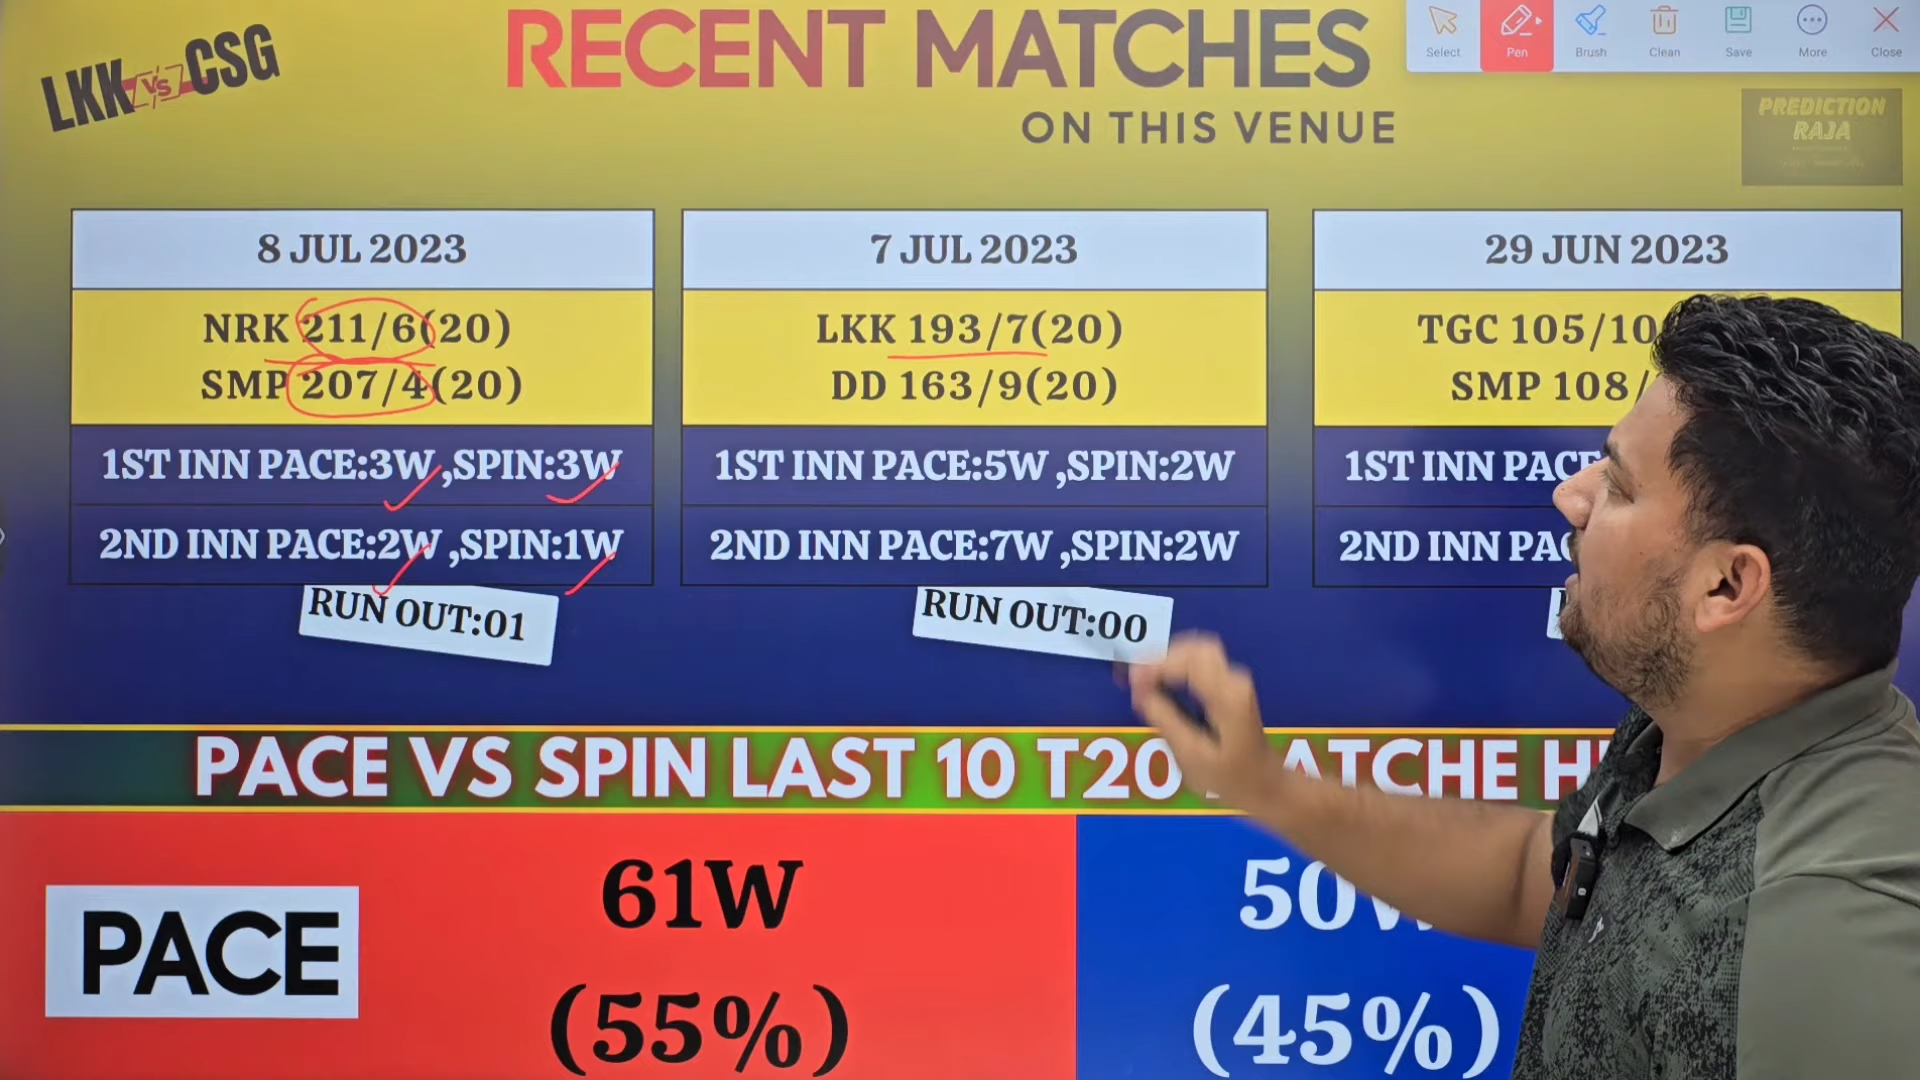 LKK VS CSG
RECENT MATCHES
ON THIS VENUE
Select Pen Brush Clean Save More Close
PREDICTION
RAJA
8 JUL 2023
NRK 211/6(20)
SMP 207/4(20)
1ST INN PACE:3W ,SPIN:3W
2ND INN PACE:2W ,SPIN:1W
RUN OUT:01
7 JUL 2023
LKK 193/7(20)
DD 163/9(20)
1ST INN PACE:5W ,SPIN:2W
2ND INN PACE:7W ,SPIN:2W
RUN OUT:00
29 JUN 2023
TGC 105/10
SMP 108/
1ST INN PACE
2ND INN
PACE VS SPIN LAST 10 T20
PACE
61W
(55%)
50W
(45%)